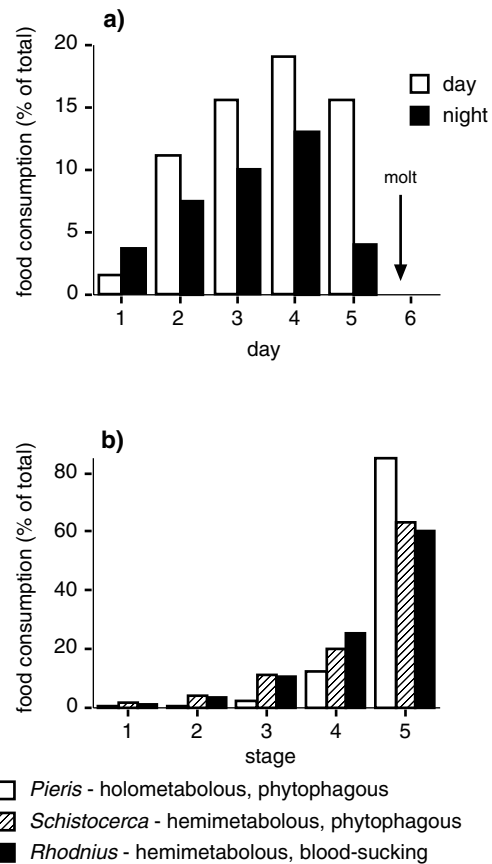 a)
food consumption (% of total)
20
15
10
5
0
day
night
molt
1 2 3 4 5 6
day
b)
food consumption (% of total)
80
60
40
20
0
1 2 3 4 5
stage
Pieris - holometabolous, phytophagous
Schistocerca - hemimetabolous, phytophagous
Rhodnius - hemimetabolous, blood-sucking